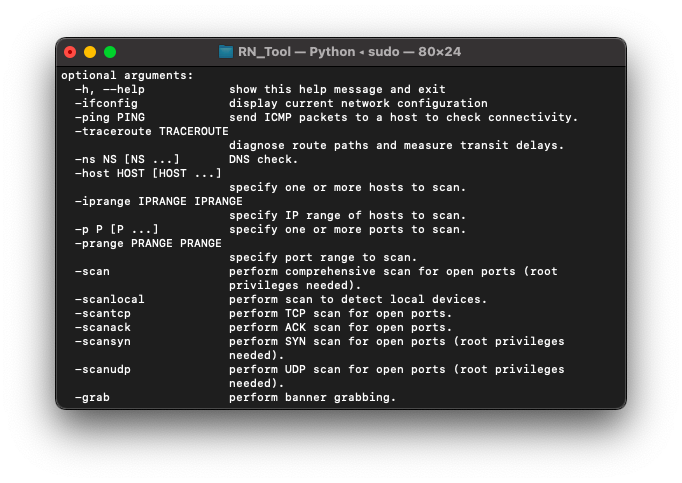 RN_Tool — Python ◂ sudo — 80×24
optional arguments:
-h, --help show this help message and exit
-ifconfig display current network configuration
-ping PING send ICMP packets to a host to check connectivity.
-traceroute TRACEROUTE
diagnose route paths and measure transit delays.
-ns NS [NS ...] DNS check.
-host HOST [HOST ...]
specify one or more hosts to scan.
-iprange IPRANGE IPRANGE
specify IP range of hosts to scan.
-p P [P ...] specify one or more ports to scan.
-prange PRANGE PRANGE
specify port range to scan.
-scan perform comprehensive scan for open ports (root
privileges needed).
-scanlocal perform scan to detect local devices.
-scantcp perform TCP scan for open ports.
-scanack perform ACK scan for open ports.
-scansyn perform SYN scan for open ports (root privileges
needed).
-scanudp perform UDP scan for open ports (root privileges
needed).
-grab perform banner grabbing.